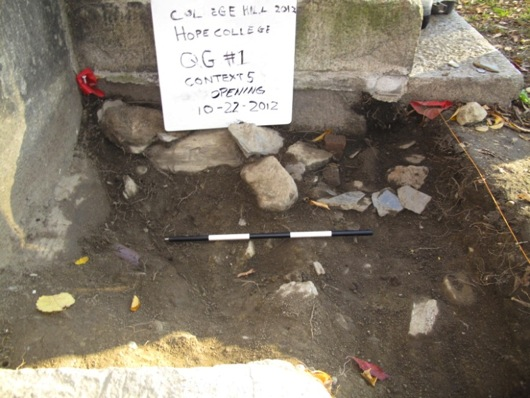 COLLEGE HILL 2012
HOPE COLLEGE
QG #1
CONTEXT 5
OPENING
10-22-2012